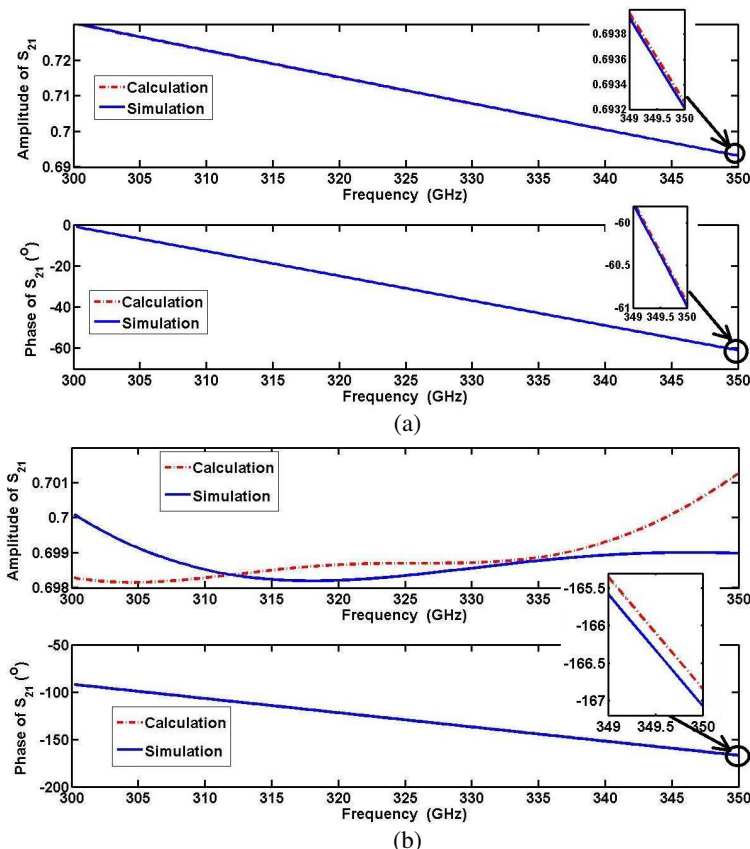 Amplitude of S21
0.72
0.71
0.7
0.69
Calculation
Simulation
0.6938
0.6936
0.6934
0.6932
349 349.5 350
300 305 310 315 320 325 330 335 340 345 350
Frequency (GHz)
Phase of S21 (O)
0
-20
-40
-60
Calculation
Simulation
-60
-60.5
-61
349 349.5 350
300 305 310 315 320 325 330 335 340 345 350
Frequency (GHz)
(a)
Amplitude of S21
0.701
0.7
0.699
0.698
Calculation
Simulation
300 305 310 315 320 325 330 335 340 345 350
Frequency (GHz)
-165.5
-166
-166.5
-167
349 349.5 350
Phase of S21 (O)
-50
-100
-150
-200
Calculation
Simulation
300 305 310 315 320 325 330 335 340 345 350
Frequency (GHz)
(b)